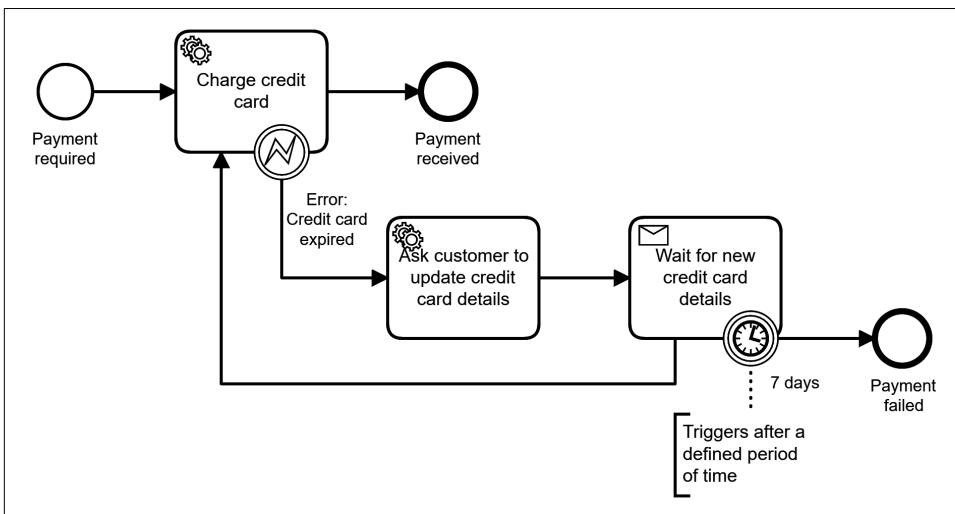 Charge credit
card
Payment
required
Payment
received
Error:
Credit card
expired
Ask customer to
update credit
card details
Wait for new
credit card
details
7 days
Payment
failed
Triggers after a
defined period
of time